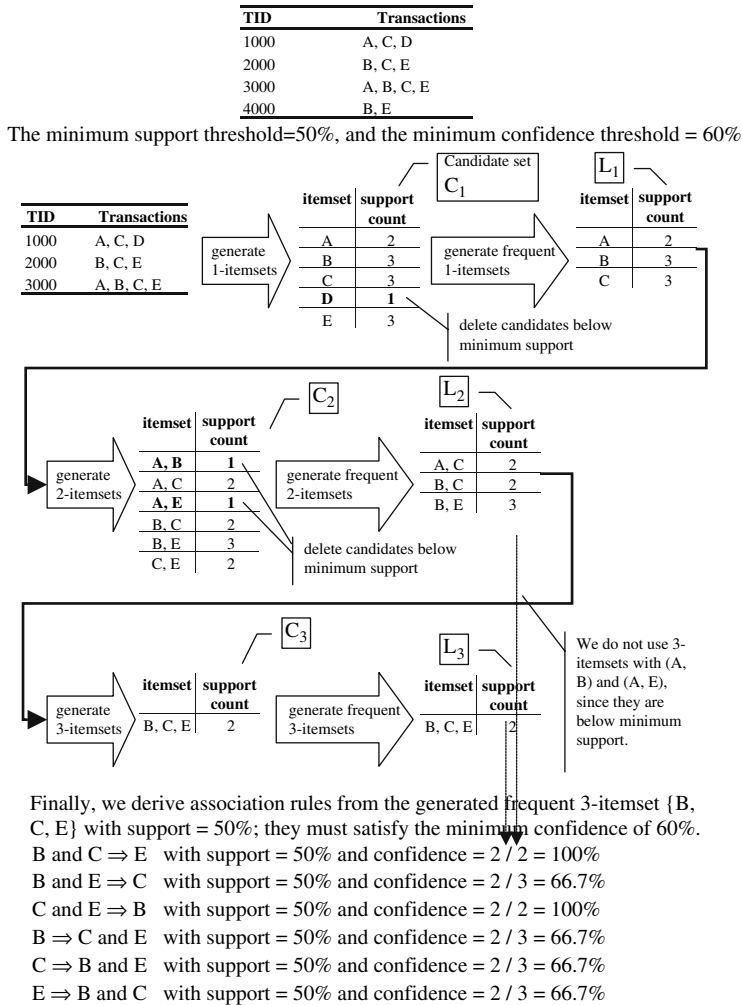 TID Transactions
1000 A, C, D
2000 B, C, E
3000 A, B, C, E
4000 B, E
The minimum support threshold=50%, and the minimum confidence threshold = 60%
TID Transactions
1000 A, C, D
2000 B, C, E
3000 A, B, C, E
generate
1-itemsets
Candidate set
C1
itemset support
count
A 2
B 3
C 3
D 1
E 3
delete candidates below
minimum support
generate frequent
1-itemsets
L1
itemset support
count
A 2
B 3
C 3
generate
2-itemsets
C2
itemset support
count
A, B 1
A, C 2
A, E 1
B, C 2
B, E 3
C, E 2
delete candidates below
minimum support
generate frequent
2-itemsets
L2
itemset support
count
A, C 2
B, C 2
B, E 3
generate
3-itemsets
C3
itemset support
count
B, C, E 2
generate frequent
3-itemsets
L3
itemset support
count
B, C, E 2
We do not use 3-
itemsets with (A,
B) and (A, E),
since they are
below minimum
support.
Finally, we derive association rules from the generated frequent 3-itemset {B,
C, E} with support = 50%; they must satisfy the minimum confidence of 60%.
B and C ⇒ E with support = 50% and confidence = 2 / 2 = 100%
B and E ⇒ C with support = 50% and confidence = 2 / 3 = 66.7%
C and E ⇒ B with support = 50% and confidence = 2 / 2 = 100%
B ⇒ C and E with support = 50% and confidence = 2 / 3 = 66.7%
C ⇒ B and E with support = 50% and confidence = 2 / 3 = 66.7%
E ⇒ B and C with support = 50% and confidence = 2 / 3 = 66.7%